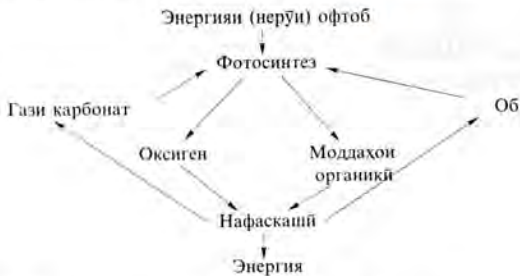 Энергияи (нерӯи) офтоб
Фотосинтез
Гази карбонат
Об
Оксиген
Моддаҳои
органикӣ
Нафаскашӣ
Энергия